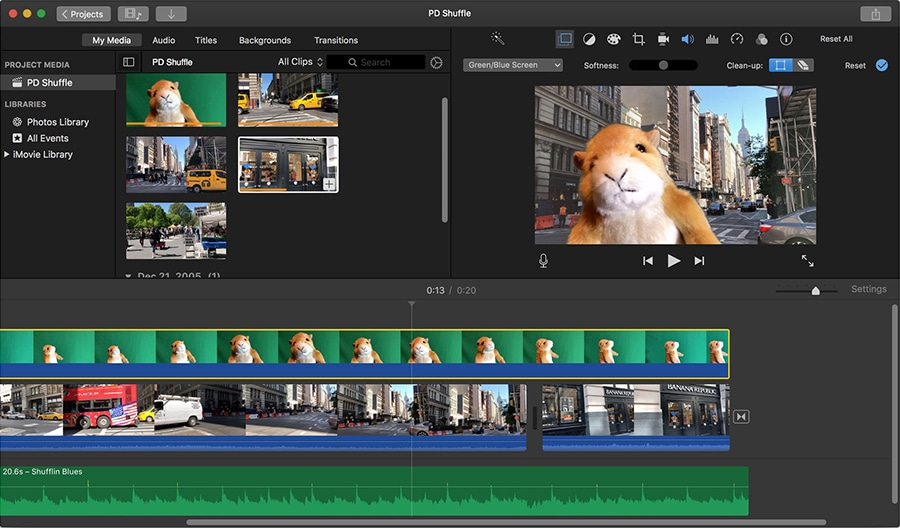 Projects
PD Shuffle
My Media
Audio
Titles
Backgrounds
Transitions
Reset All
PROJECT MEDIA
PD Shuffle
LIBRARIES
Photos Library
All Events
iMovie Library
PD Shuffle
All Clips
Search
Green/Blue Screen
Softness:
Clean-up:
Reset
Dec 21, 2005 (1)
0:13 / 0:20
Settings
BANANA REPUBLIC
BANANA REPUBLIC
20.6s – Shufflin Blues